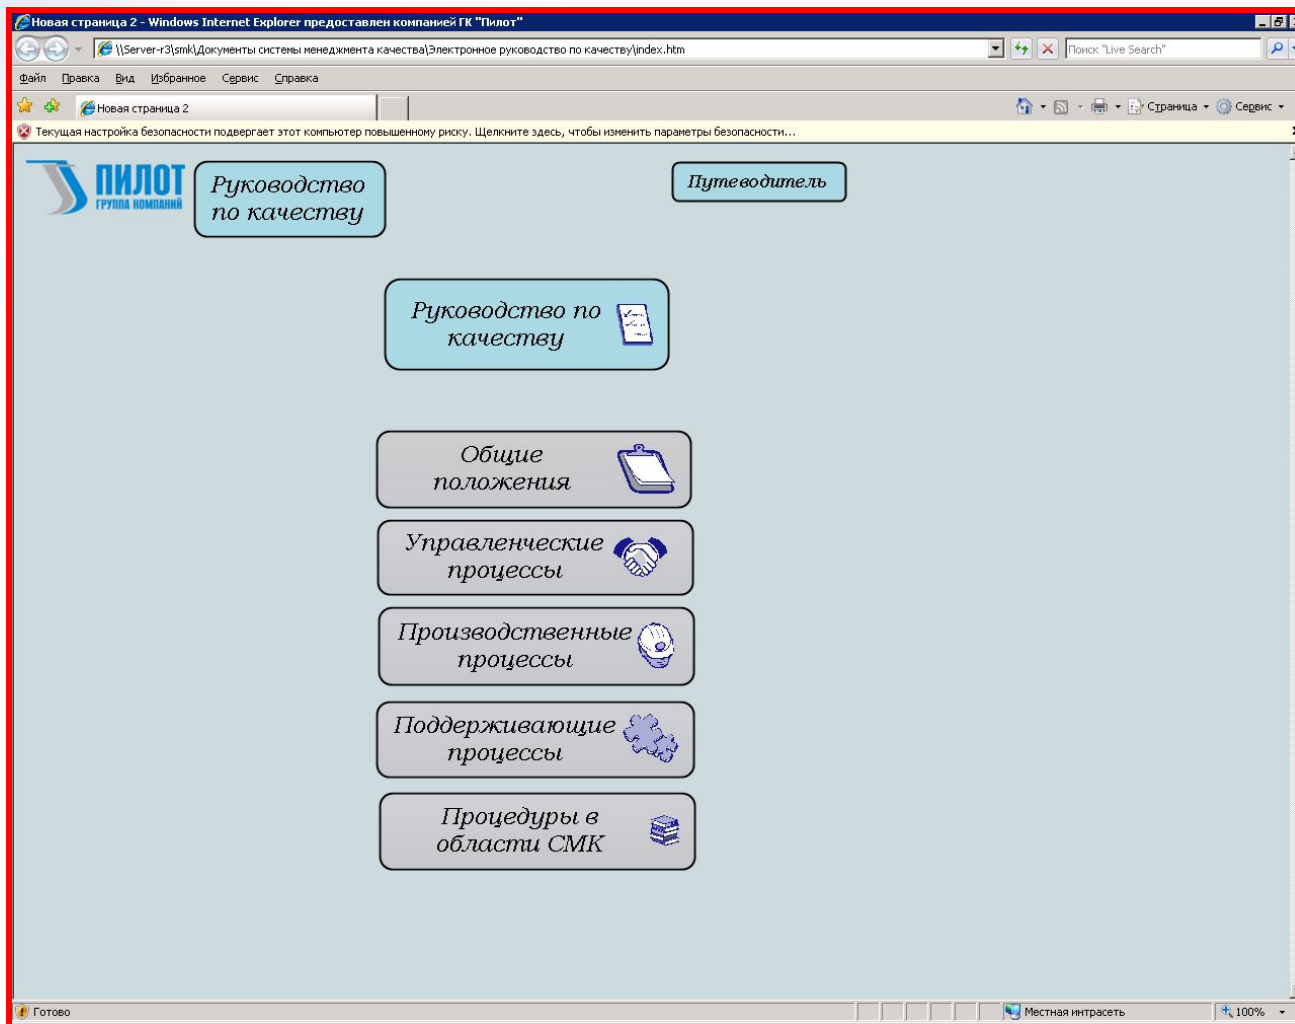 Новая страница 2 - Windows Internet Explorer предоставлен компанией ГК "Пилот"
\\Server-r3\smk\Документы системы менеджмента качества\Электронное руководство по качеству\index.htm
Поиск "Live Search"
Файл Правка Вид Избранное Сервис Справка
Новая страница 2
Страница Сервис
Текущая настройка безопасности подвергает этот компьютер повышенному риску. Щелкните здесь, чтобы изменить параметры безопасности...
ПИЛОТ
ГРУППА КОМПАНИЙ
Руководство
по качеству
Путеводитель
Руководство по
качеству
Общие
положения
Управленческие
процессы
Производственные
процессы
Поддерживающие
процессы
Процедуры в
области СМК
Готово
Местная интрасеть
100%